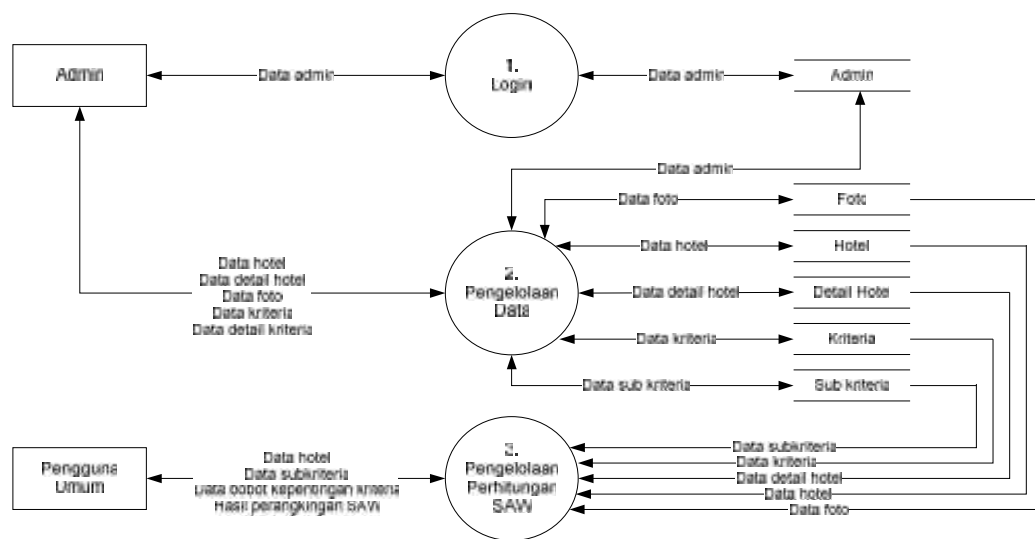 Admin
Data admin
1.
Login
Data admin
Admin
Data admin
Data foto
Foto
Data hotel
Hotel
Data hotel
Data detail hotel
Data foto
Data kriteria
Data detail kriteria
2.
Pengelolaan
Data
Data detail hotel
Detail Hotel
Data kriteria
Kriteria
Data sub kriteria
Sub kriteria
Pengguna
Umum
Data hotel
Data subkriteria
Data bobot kepentingan kriteria
Hasil perangkingan SAW
3.
Pengelolaan
Perhitungan
SAW
Data subkriteria
Data kriteria
Data detail hotel
Data hotel
Data foto